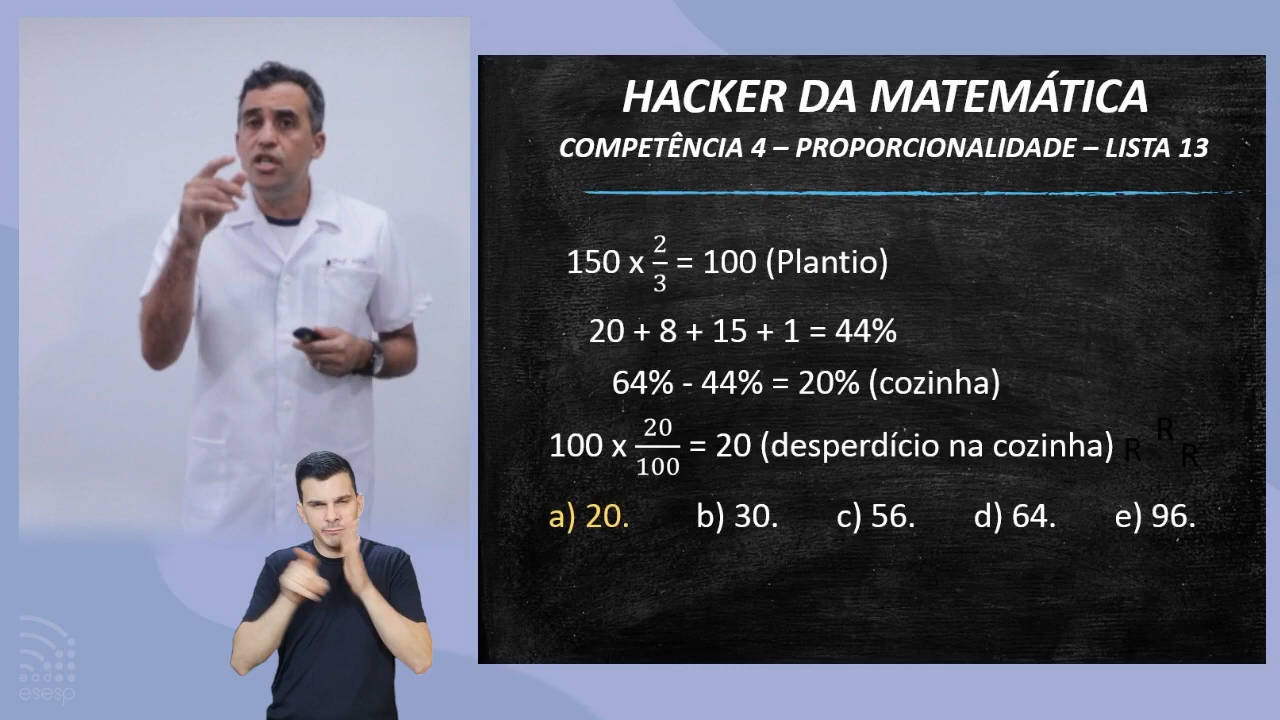 HACKER DA MATEMÁTICA
COMPETÊNCIA 4 – PROPORCIONALIDADE – LISTA 13
150 x 2/3 = 100 (Plantio)
20 + 8 + 15 + 1 = 44%
64% - 44% = 20% (cozinha)
100 x 20/100 = 20 (desperdício na cozinha) R R R
a) 20. b) 30. c) 56. d) 64. e) 96.
ead
esesp